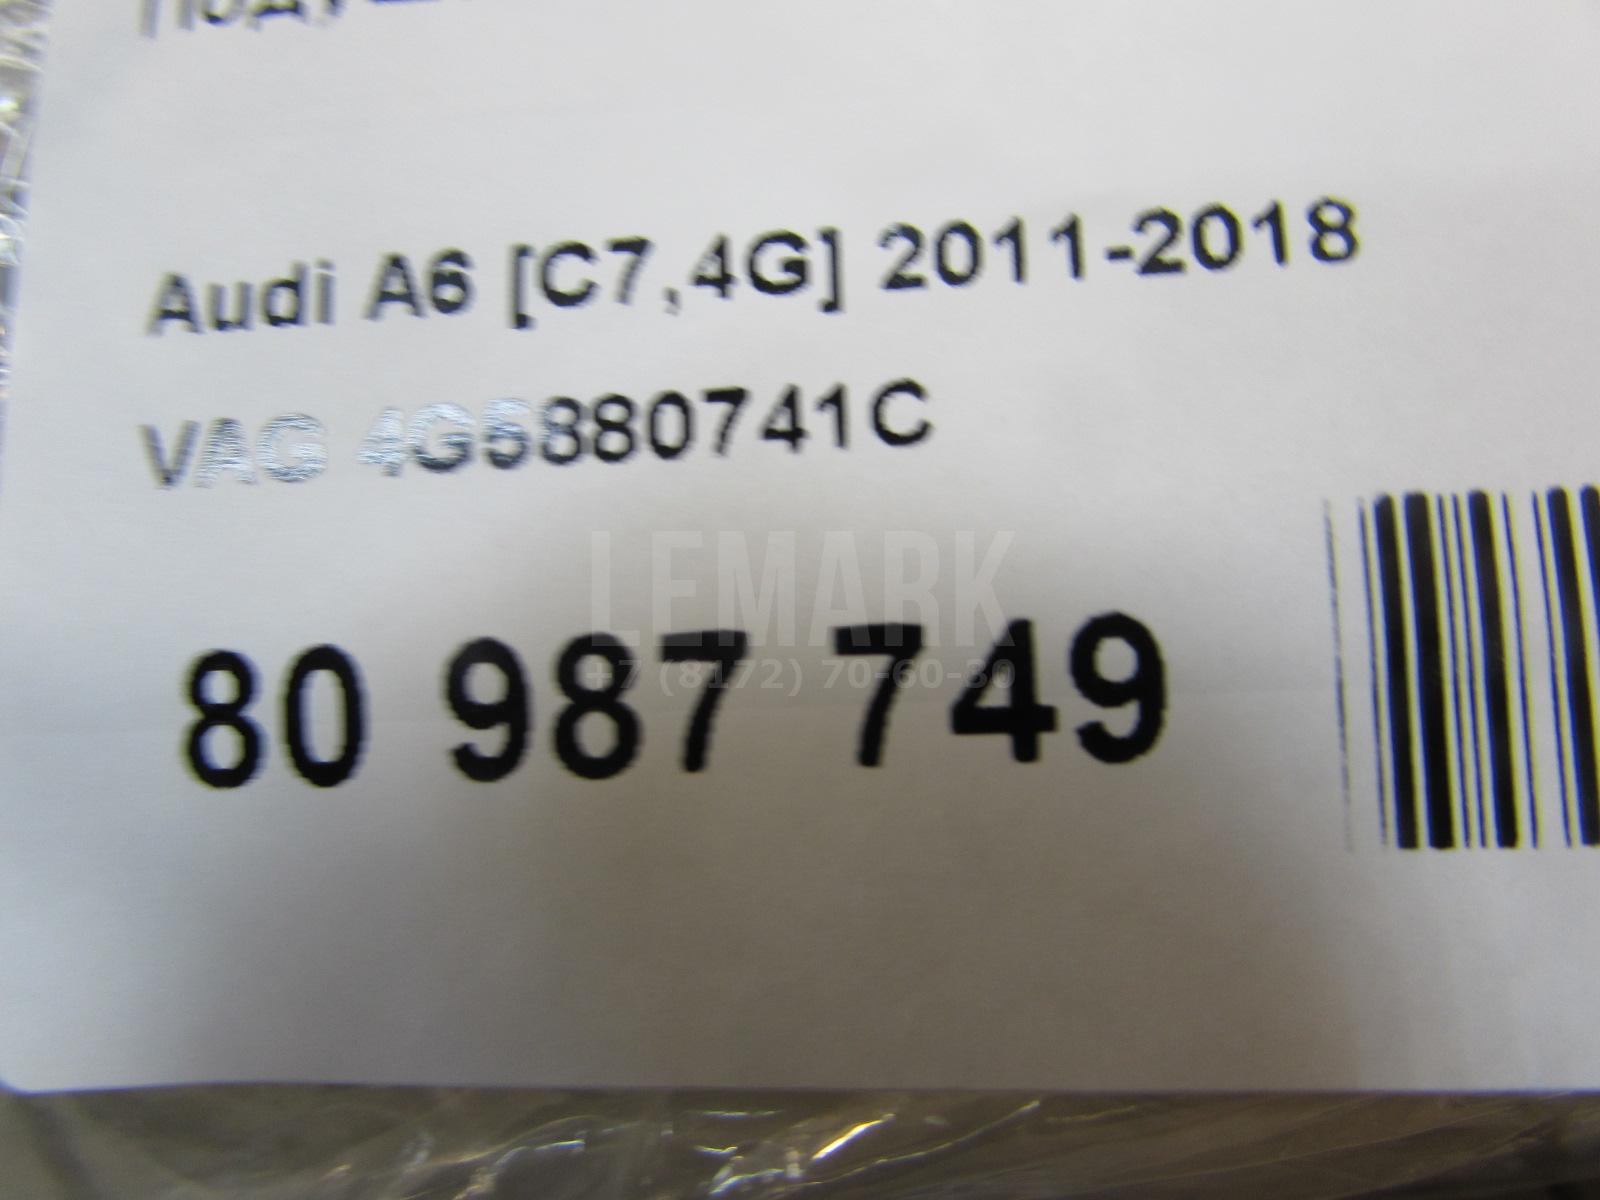 Audi A6 [C7,4G] 2011-2018
VAG 4G5880741C
LEMARK
+7 (8172) 70-60-30
80 987 749